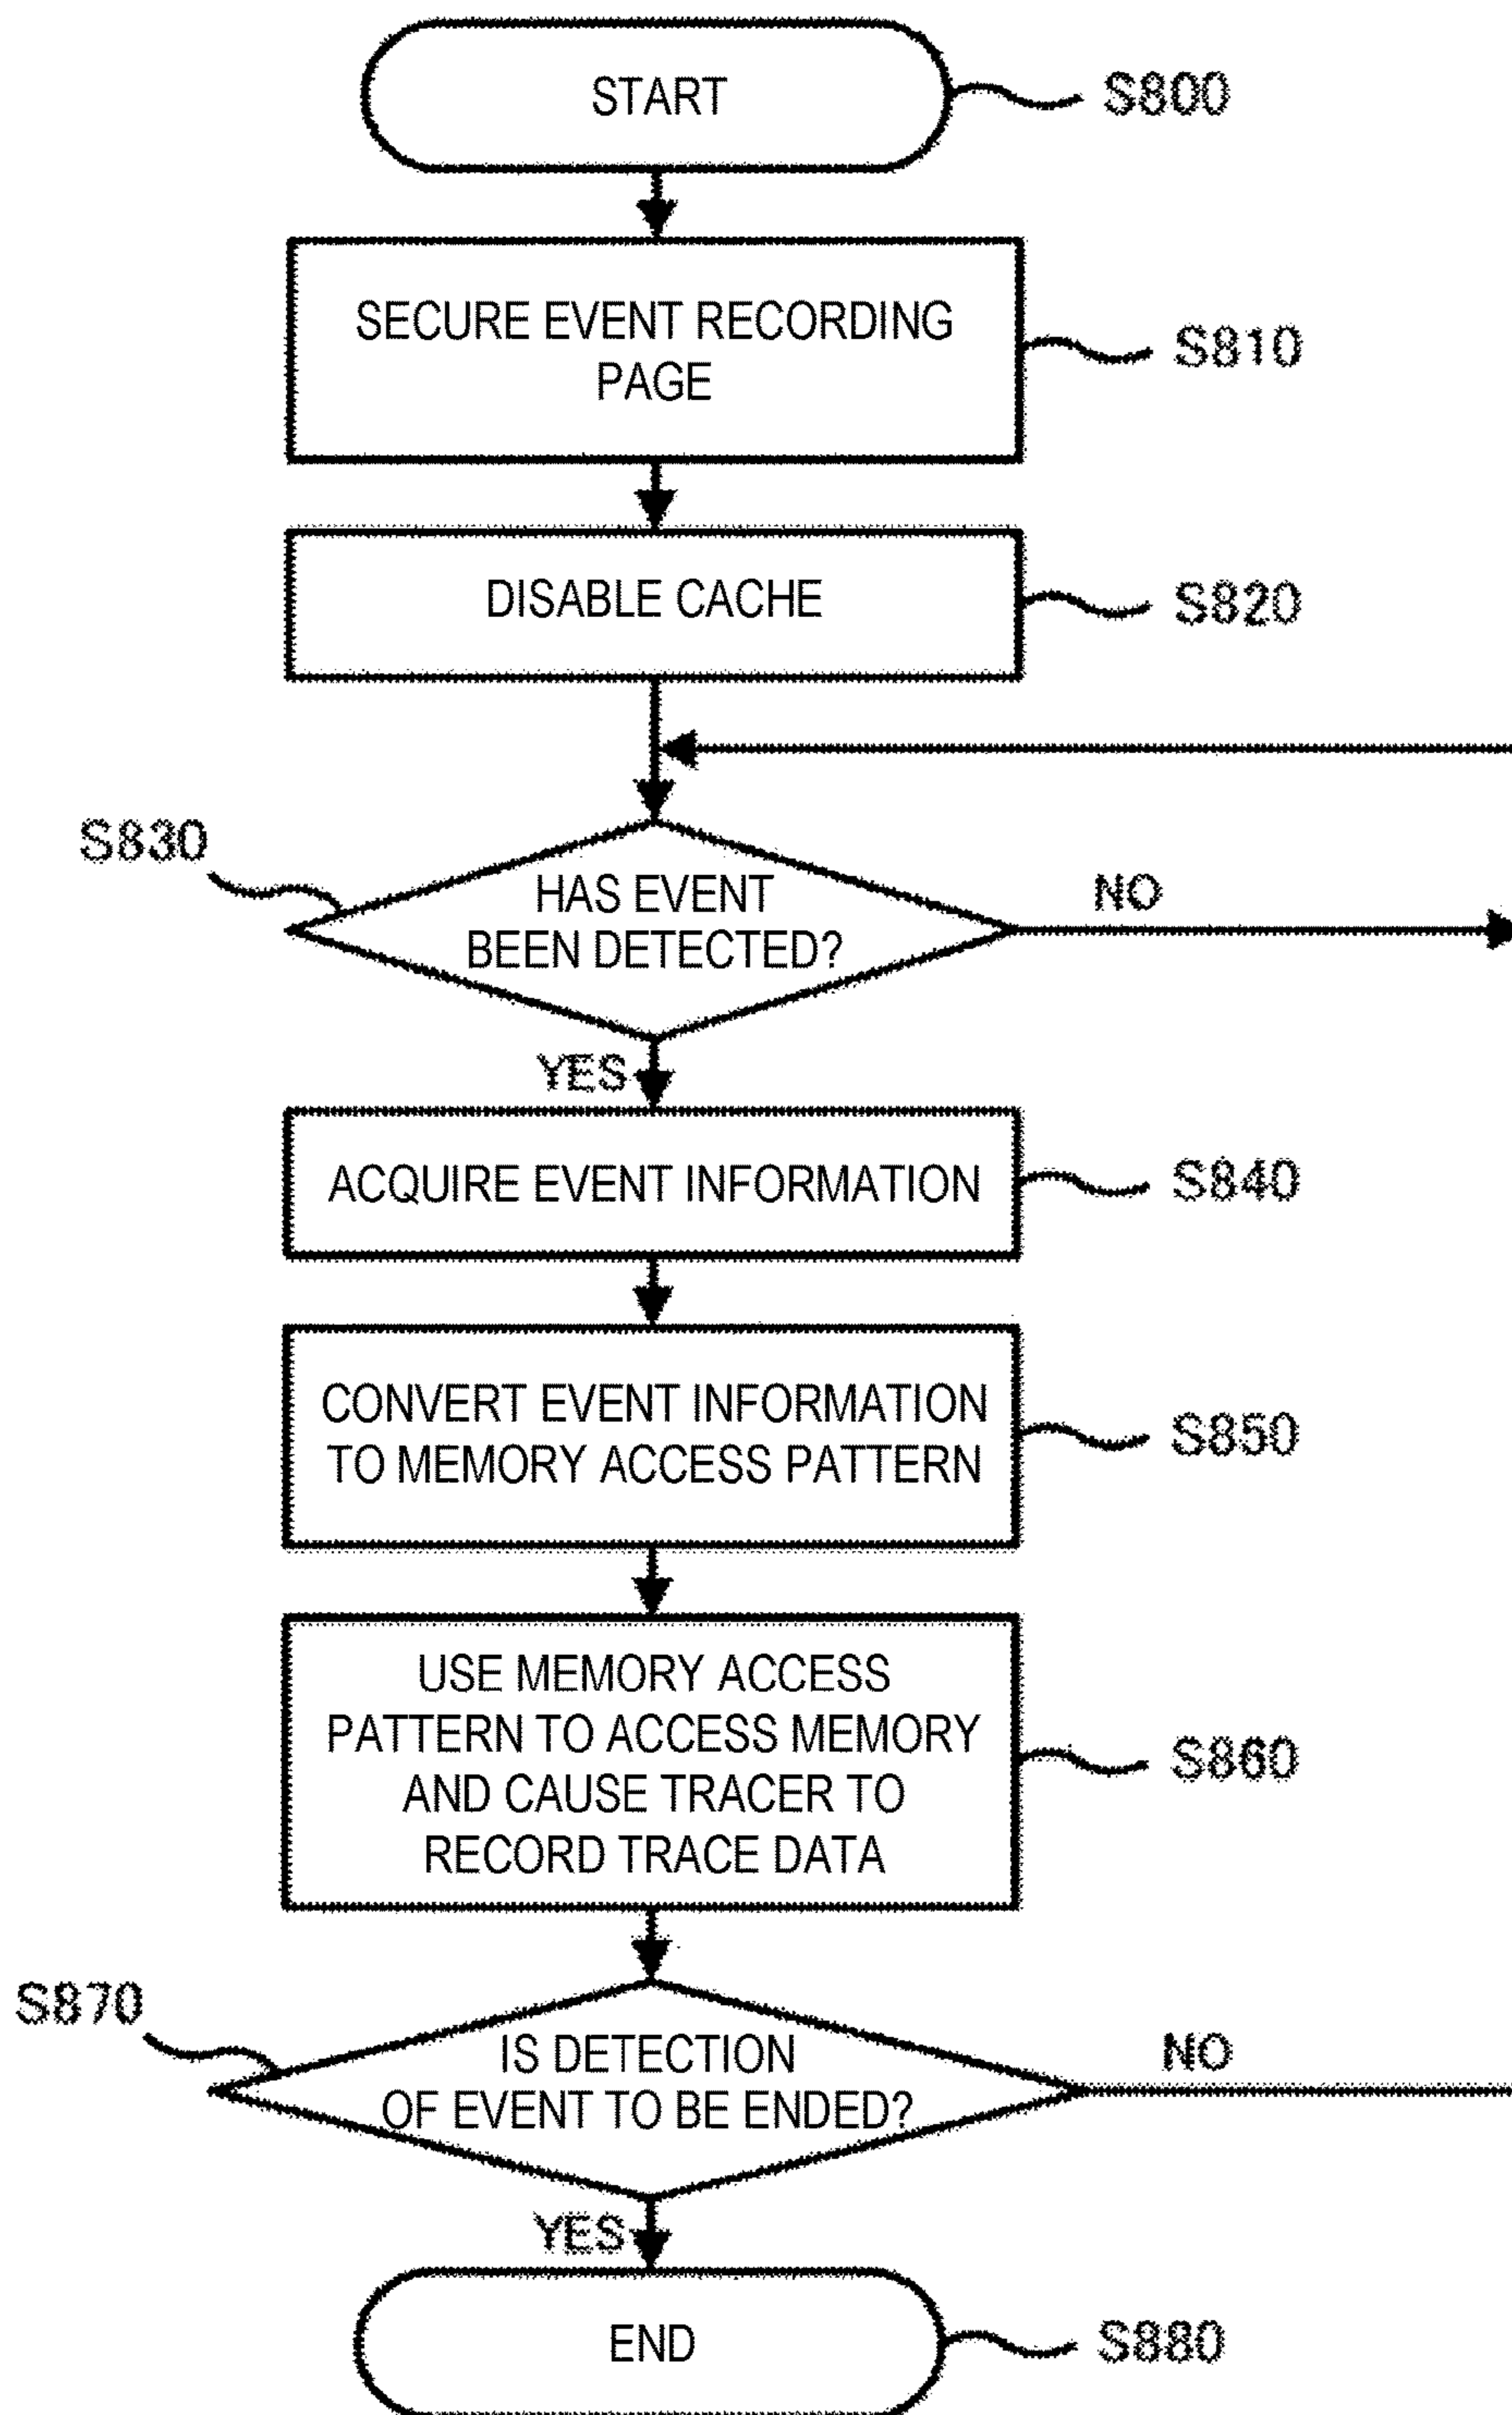 START
S800
SECURE EVENT RECORDING
PAGE
S810
DISABLE CACHE
S820
S830
HAS EVENT
BEEN DETECTED?
NO
YES
ACQUIRE EVENT INFORMATION
S840
CONVERT EVENT INFORMATION
TO MEMORY ACCESS PATTERN
S850
USE MEMORY ACCESS
PATTERN TO ACCESS MEMORY
AND CAUSE TRACER TO
RECORD TRACE DATA
S860
S870
IS DETECTION
OF EVENT TO BE ENDED?
NO
YES
END
S880